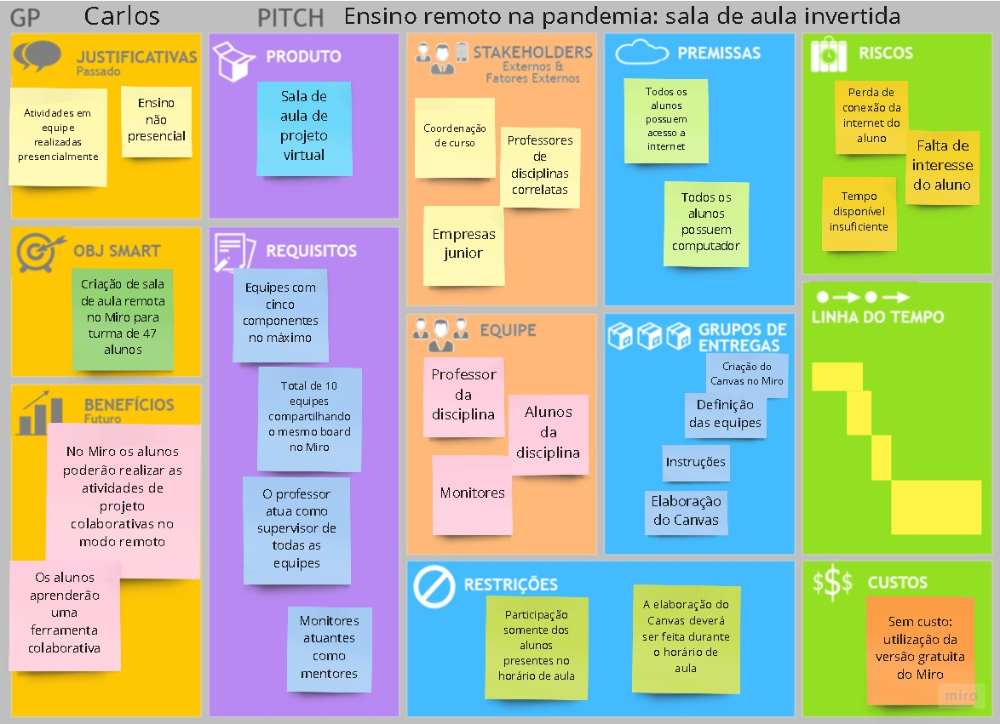 GP Carlos PITCH Ensino remoto na pandemia: sala de aula invertida
JUSTIFICATIVAS
Passado
Atividades em
equipe
realizadas
presencialmente
Ensino
não
presencial
OBJ SMART
Criação de sala
de aula remota
no Miro para
turma de 47
alunos
BENEFÍCIOS
Futuro
No Miro os alunos
poderão realizar as
atividades de
projeto
colaborativas no
modo remoto
Os alunos
aprenderão
uma
ferramenta
colaborativa
PRODUTO
Sala de
aula de
projeto
virtual
REQUISITOS
Equipes com
cinco
componentes
no máximo
Total de 10
equipes
compartilhando
o mesmo board
no Miro
O professor
atua como
supervisor de
todas as
equipes
Monitores
atuantes
como
mentores
STAKEHOLDERS
Externos &
Fatores Externos
Coordenação
de curso
Professores
de
disciplinas
correlatas
Empresas
junior
EQUIPE
Professor
da
disciplina
Alunos
da
disciplina
Monitores
PREMISSAS
Todos os
alunos
possuem
acesso a
internet
Todos os
alunos
possuem
computador
GRUPOS DE
ENTREGAS
Criação do
Canvas no Miro
Definição
das equipes
Instruções
Elaboração
do Canvas
RESTRIÇÕES
Participação
somente dos
alunos
presentes no
horário de aula
A elaboração do
Canvas deverá
ser feita durante
o horário de
aula
RISCOS
Perda de
conexão da
internet do
aluno
Falta de
interesse
do aluno
Tempo
disponível
insuficiente
LINHA DO TEMPO
$$$ CUSTOS
Sem custo:
utilização da
versão gratuita
do Miro
miro